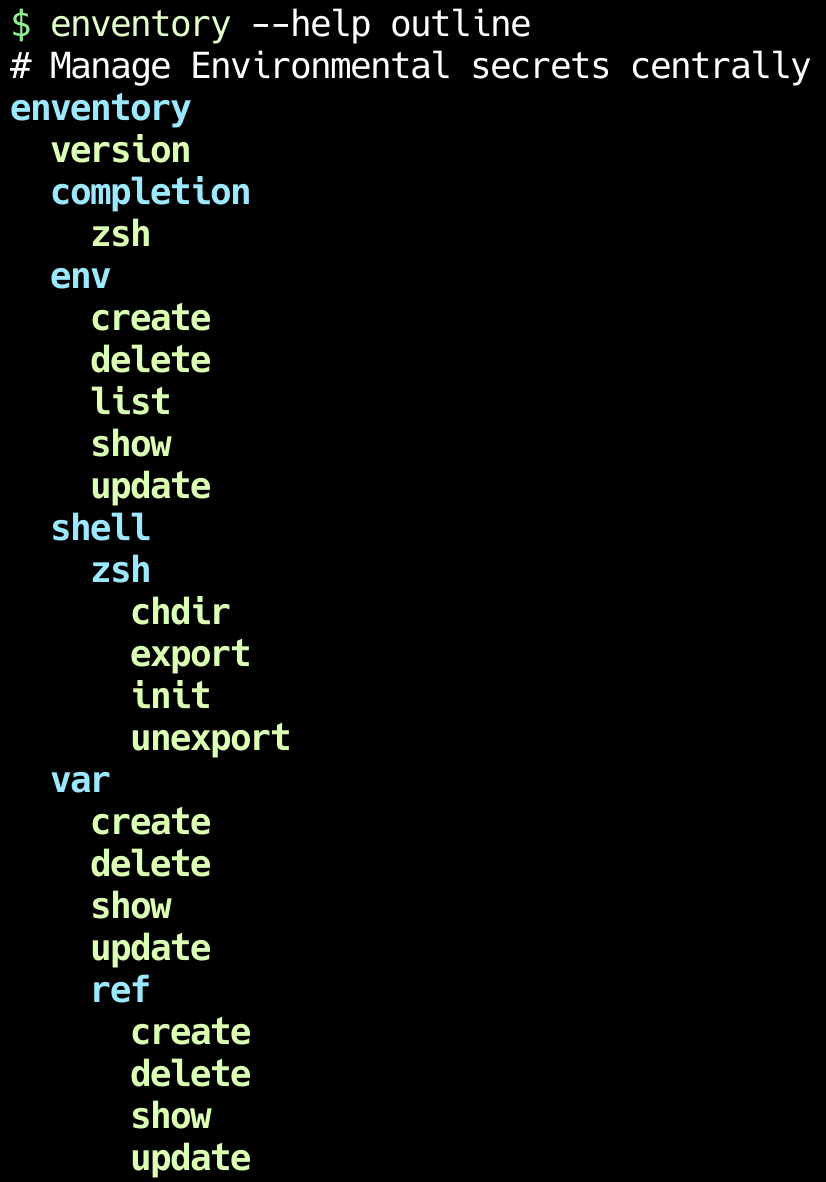 $ enventory --help outline
# Manage Environmental secrets centrally
enventory
  version
  completion
    zsh
  env
    create
    delete
    list
    show
    update
  shell
    zsh
      chdir
      export
      init
      unexport
  var
    create
    delete
    show
    update
    ref
      create
      delete
      show
      update